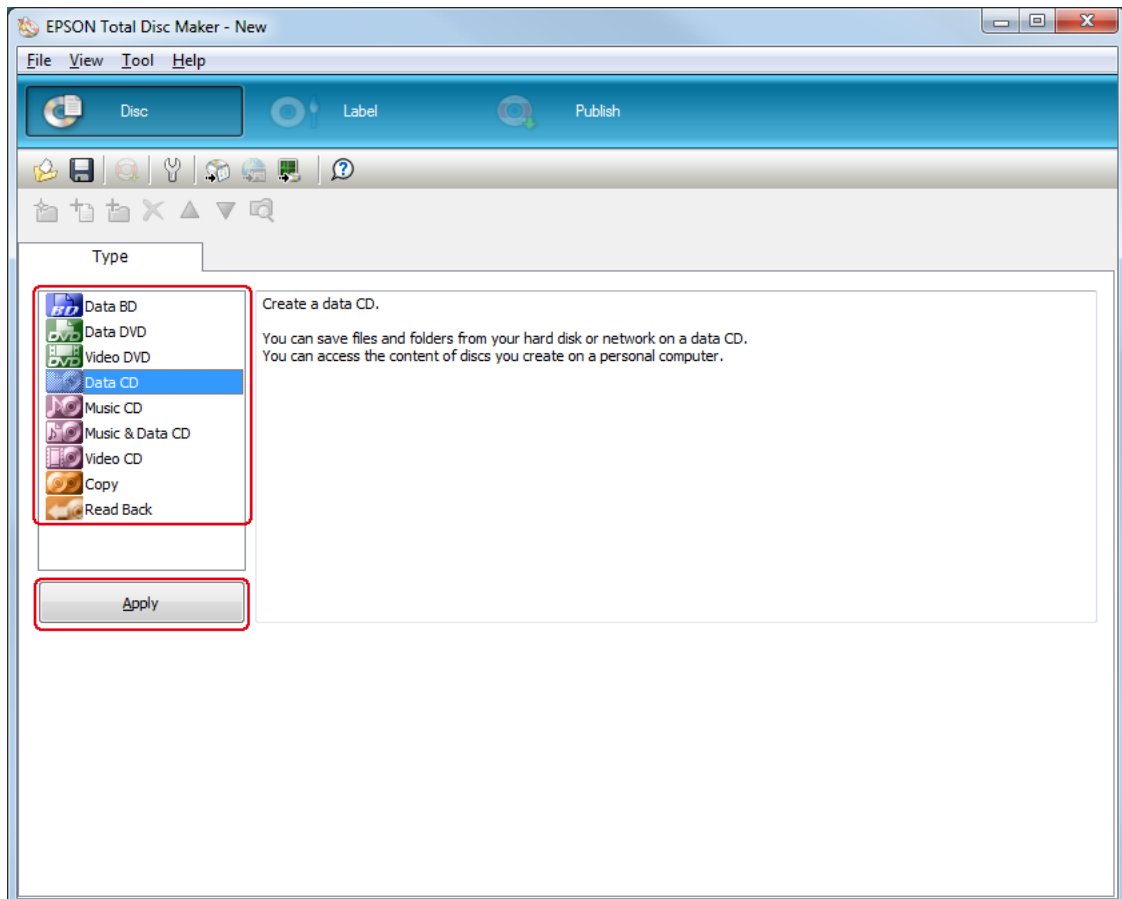 EPSON Total Disc Maker - New
File View Tool Help
Disc Label Publish
Type
BD Data BD
DVD Data DVD
DVD Video DVD
Data CD
Music CD
Music & Data CD
Video CD
Copy
Read Back
Create a data CD.
You can save files and folders from your hard disk or network on a data CD.
You can access the content of discs you create on a personal computer.
Apply